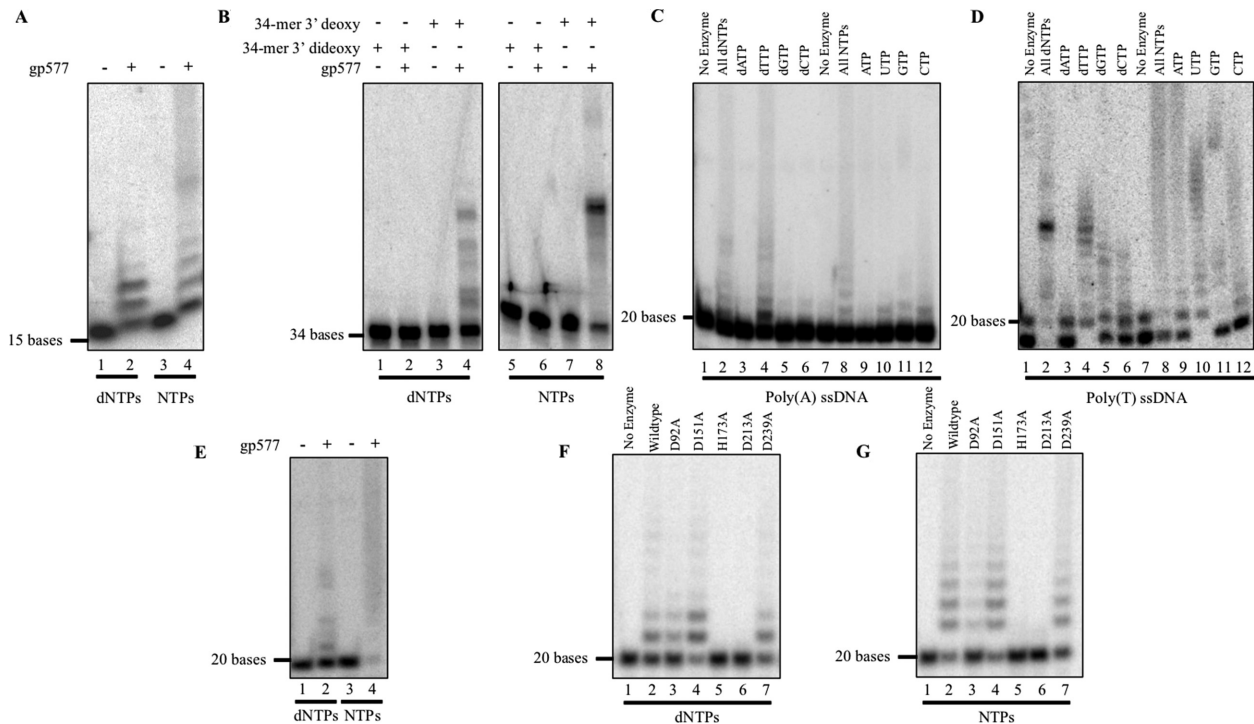 A
gp577 - + - +
15 bases
1 2 3 4
dNTPs NTPs
B
34-mer 3' deoxy - - + + - - + +
34-mer 3' dideoxy + + - - + + - -
gp577 - + - + - + - +
34 bases
1 2 3 4 5 6 7 8
dNTPs NTPs
C
No Enzyme All dNTPs dATP dTTP dGTP dCTP No Enzyme All NTPs ATP UTP GTP CTP
20 bases
1 2 3 4 5 6 7 8 9 10 11 12
Poly(A) ssDNA
D
No Enzyme All dNTPs dATP dTTP dGTP dCTP No Enzyme All NTPs ATP UTP GTP CTP
20 bases
1 2 3 4 5 6 7 8 9 10 11 12
Poly(T) ssDNA
E
gp577 - + - +
20 bases
1 2 3 4
dNTPs NTPs
F
No Enzyme Wildtype D92A D151A H173A D213A D239A
20 bases
1 2 3 4 5 6 7
dNTPs
G
No Enzyme Wildtype D92A D151A H173A D213A D239A
20 bases
1 2 3 4 5 6 7
NTPs